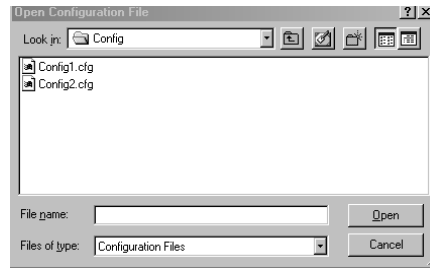 Open Configuration File
Look in: Config
Config1.cfg
Config2.cfg
File name: Open
Files of type: Configuration Files Cancel